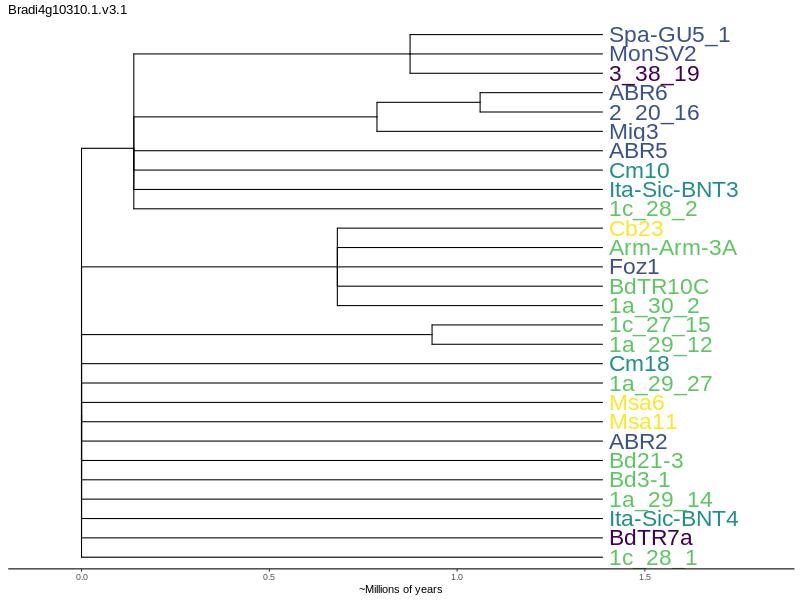 Bradi4g10310.1.v3.1
Spa-GU5_1
MonSV2
3_38_19
ABR6
2_20_16
Mig3
ABR5
Cm10
Ita-Sic-BNT3
1c_28_2
Cb23
Arm-Arm-3A
Foz1
BdTR10C
1a_30_2
1c_27_15
1a_29_12
Cm18
1a_29_27
Msa6
Msa11
ABR2
Bd21-3
Bd3-1
1a_29_14
Ita-Sic-BNT4
BdTR7a
1c_28_1
0.0 0.5 1.0 1.5
~Millions of years